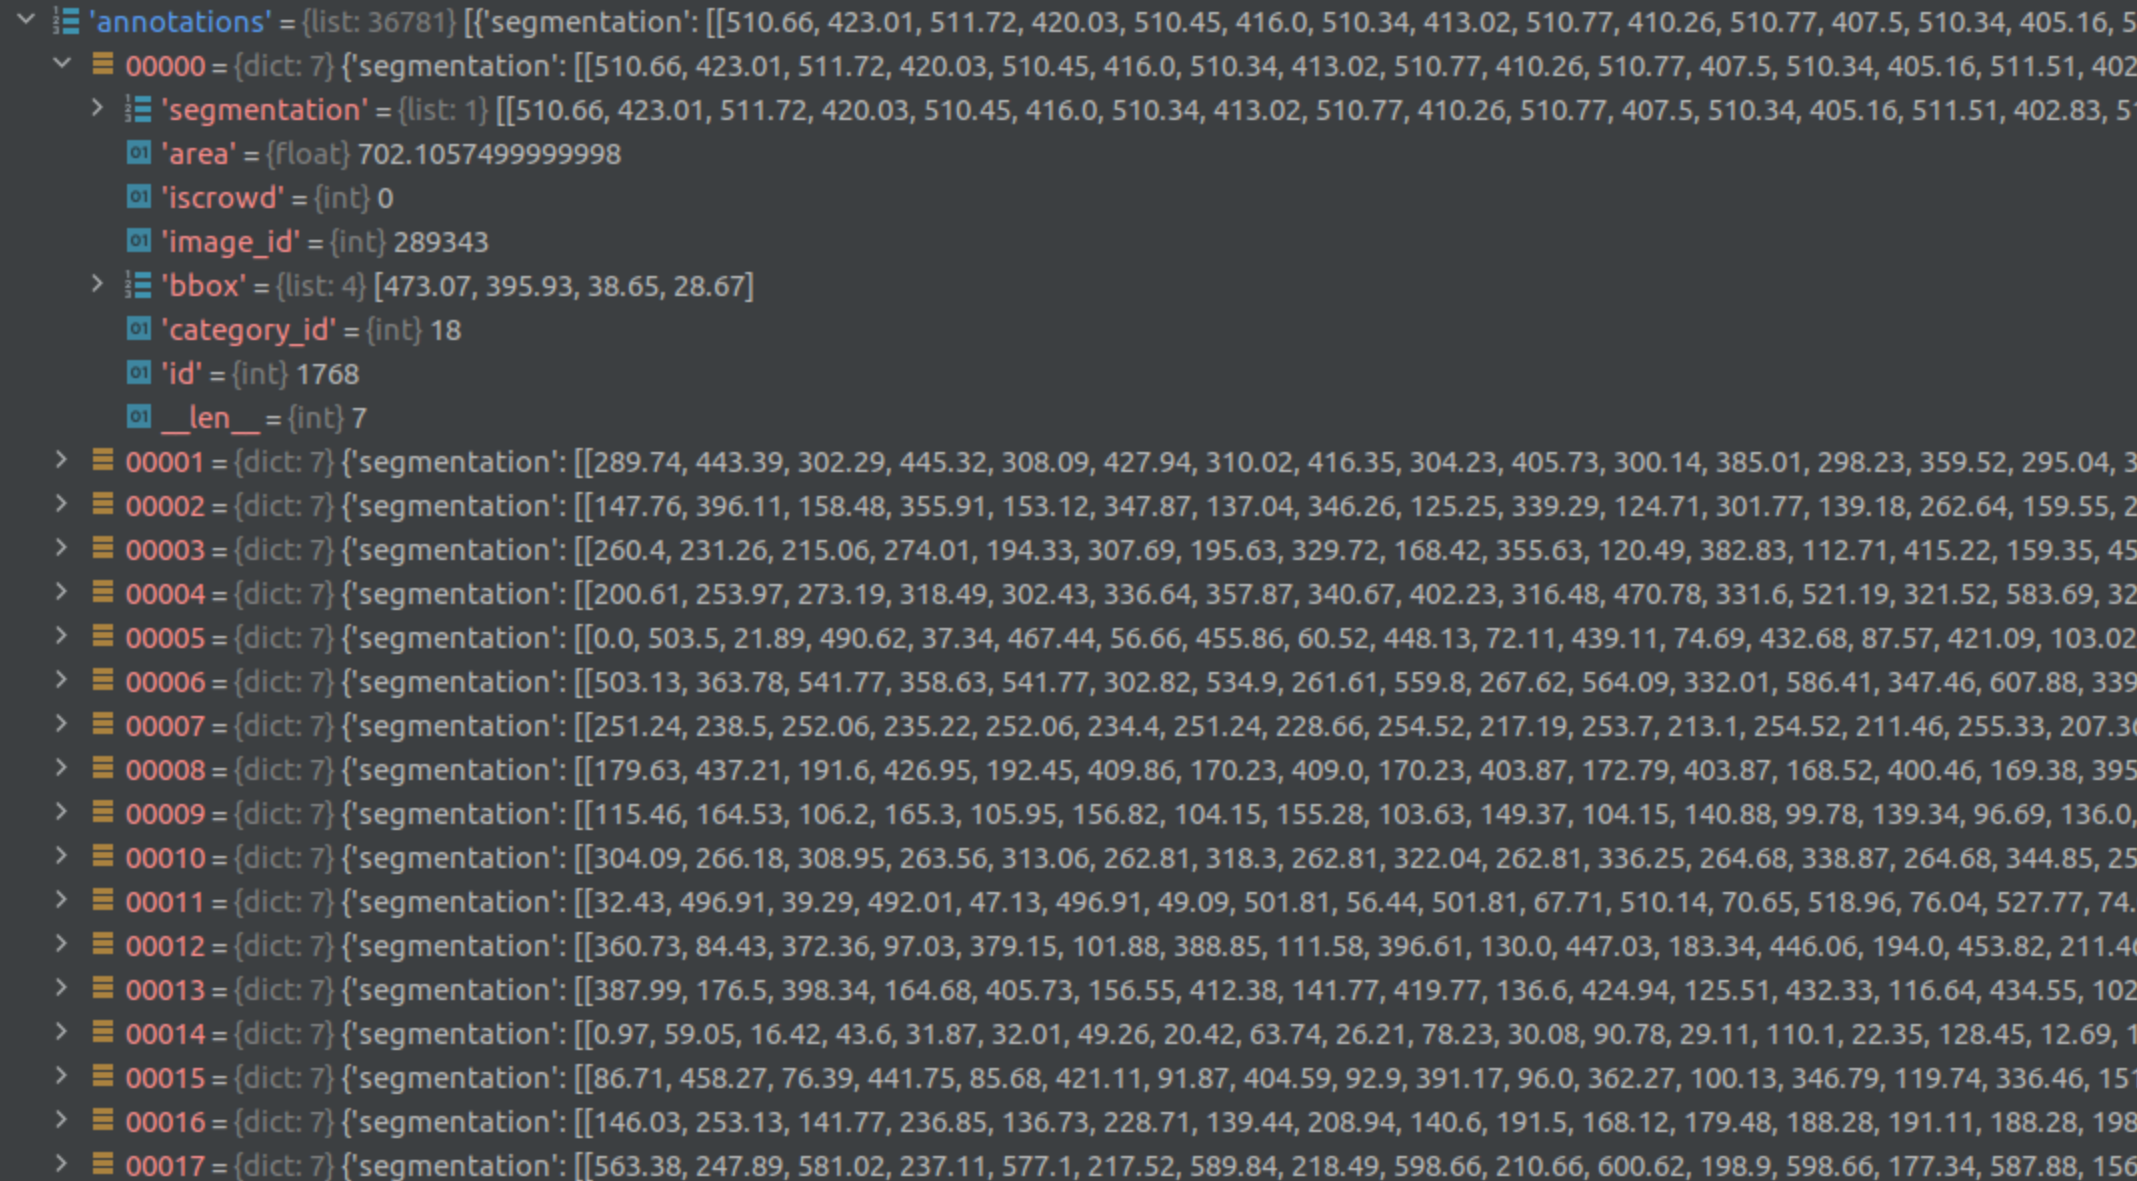 'annotations' = {list: 36781} [{'segmentation': [[510.66, 423.01, 511.72, 420.03, 510.45, 416.0, 510.34, 413.02, 510.77, 410.26, 510.77, 407.5, 510.34, 405.16, 5
00000 = {dict: 7} {'segmentation': [[510.66, 423.01, 511.72, 420.03, 510.45, 416.0, 510.34, 413.02, 510.77, 410.26, 510.77, 407.5, 510.34, 405.16, 511.51, 402
'segmentation' = {list: 1} [[510.66, 423.01, 511.72, 420.03, 510.45, 416.0, 510.34, 413.02, 510.77, 410.26, 510.77, 407.5, 510.34, 405.16, 511.51, 402.83, 5
01 'area' = {float} 702.1057499999998
01 'iscrowd' = {int} 0
01 'image_id' = {int} 289343
'bbox' = {list: 4} [473.07, 395.93, 38.65, 28.67]
01 'category_id' = {int} 18
01 'id' = {int} 1768
01 __len__ = {int} 7
00001 = {dict: 7} {'segmentation': [[289.74, 443.39, 302.29, 445.32, 308.09, 427.94, 310.02, 416.35, 304.23, 405.73, 300.14, 385.01, 298.23, 359.52, 295.04, 3
00002 = {dict: 7} {'segmentation': [[147.76, 396.11, 158.48, 355.91, 153.12, 347.87, 137.04, 346.26, 125.25, 339.29, 124.71, 301.77, 139.18, 262.64, 159.55, 2
00003 = {dict: 7} {'segmentation': [[260.4, 231.26, 215.06, 274.01, 194.33, 307.69, 195.63, 329.72, 168.42, 355.63, 120.49, 382.83, 112.71, 415.22, 159.35, 45
00004 = {dict: 7} {'segmentation': [[200.61, 253.97, 273.19, 318.49, 302.43, 336.64, 357.87, 340.67, 402.23, 316.48, 470.78, 331.6, 521.19, 321.52, 583.69, 32
00005 = {dict: 7} {'segmentation': [[0.0, 503.5, 21.89, 490.62, 37.34, 467.44, 56.66, 455.86, 60.52, 448.13, 72.11, 439.11, 74.69, 432.68, 87.57, 421.09, 103.02
00006 = {dict: 7} {'segmentation': [[503.13, 363.78, 541.77, 358.63, 541.77, 302.82, 534.9, 261.61, 559.8, 267.62, 564.09, 332.01, 586.41, 347.46, 607.88, 339
00007 = {dict: 7} {'segmentation': [[251.24, 238.5, 252.06, 235.22, 252.06, 234.4, 251.24, 228.66, 254.52, 217.19, 253.7, 213.1, 254.52, 211.46, 255.33, 207.36
00008 = {dict: 7} {'segmentation': [[179.63, 437.21, 191.6, 426.95, 192.45, 409.86, 170.23, 409.0, 170.23, 403.87, 172.79, 403.87, 168.52, 400.46, 169.38, 395
00009 = {dict: 7} {'segmentation': [[115.46, 164.53, 106.2, 165.3, 105.95, 156.82, 104.15, 155.28, 103.63, 149.37, 104.15, 140.88, 99.78, 139.34, 96.69, 136.0,
00010 = {dict: 7} {'segmentation': [[304.09, 266.18, 308.95, 263.56, 313.06, 262.81, 318.3, 262.81, 322.04, 262.81, 336.25, 264.68, 338.87, 264.68, 344.85, 25
00011 = {dict: 7} {'segmentation': [[32.43, 496.91, 39.29, 492.01, 47.13, 496.91, 49.09, 501.81, 56.44, 501.81, 67.71, 510.14, 70.65, 518.96, 76.04, 527.77, 74.
00012 = {dict: 7} {'segmentation': [[360.73, 84.43, 372.36, 97.03, 379.15, 101.88, 388.85, 111.58, 396.61, 130.0, 447.03, 183.34, 446.06, 194.0, 453.82, 211.46
00013 = {dict: 7} {'segmentation': [[387.99, 176.5, 398.34, 164.68, 405.73, 156.55, 412.38, 141.77, 419.77, 136.6, 424.94, 125.51, 432.33, 116.64, 434.55, 102
00014 = {dict: 7} {'segmentation': [[0.97, 59.05, 16.42, 43.6, 31.87, 32.01, 49.26, 20.42, 63.74, 26.21, 78.23, 30.08, 90.78, 29.11, 110.1, 22.35, 128.45, 12.69, 1
00015 = {dict: 7} {'segmentation': [[86.71, 458.27, 76.39, 441.75, 85.68, 421.11, 91.87, 404.59, 92.9, 391.17, 96.0, 362.27, 100.13, 346.79, 119.74, 336.46, 151
00016 = {dict: 7} {'segmentation': [[146.03, 253.13, 141.77, 236.85, 136.73, 228.71, 139.44, 208.94, 140.6, 191.5, 168.12, 179.48, 188.28, 191.11, 188.28, 198
00017 = {dict: 7} {'segmentation': [[563.38, 247.89, 581.02, 237.11, 577.1, 217.52, 589.84, 218.49, 598.66, 210.66, 600.62, 198.9, 598.66, 177.34, 587.88, 156